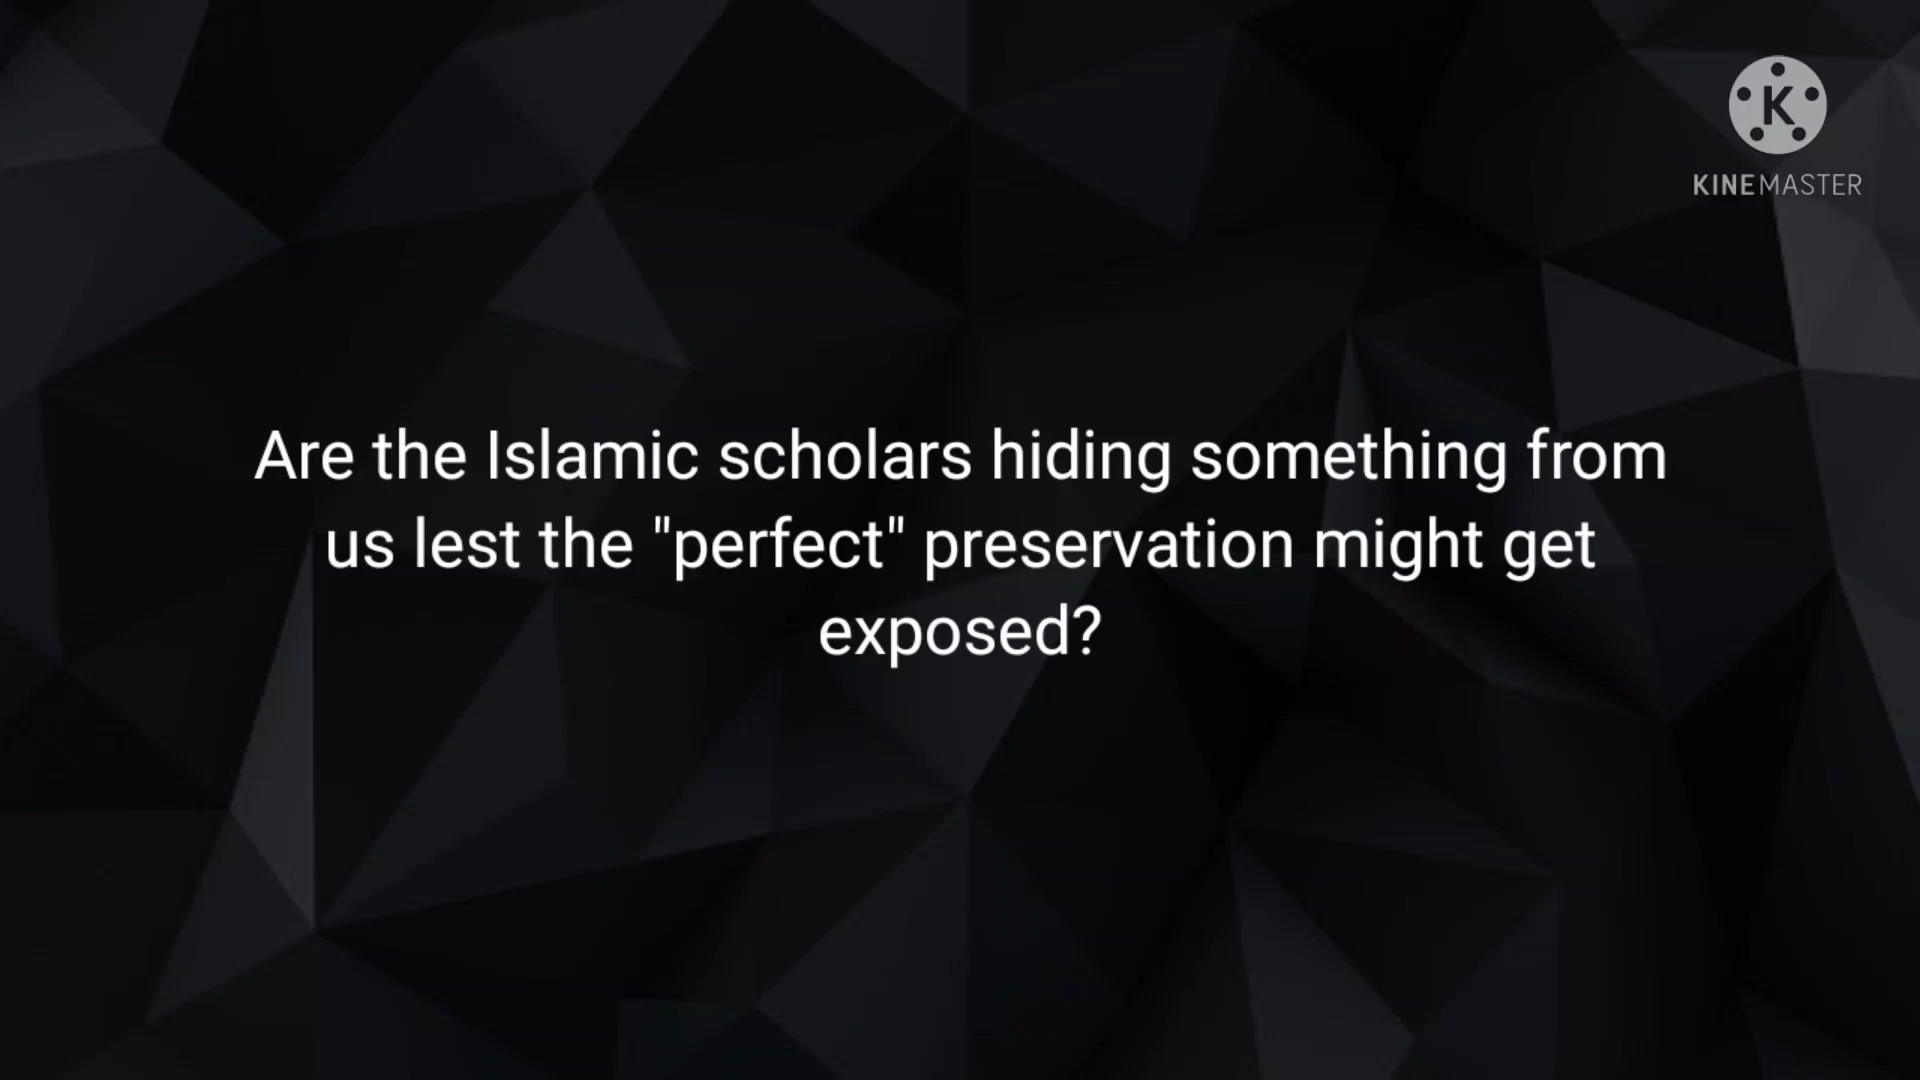 K
KINEMASTER
Are the Islamic scholars hiding something from
us lest the "perfect" preservation might get
exposed?